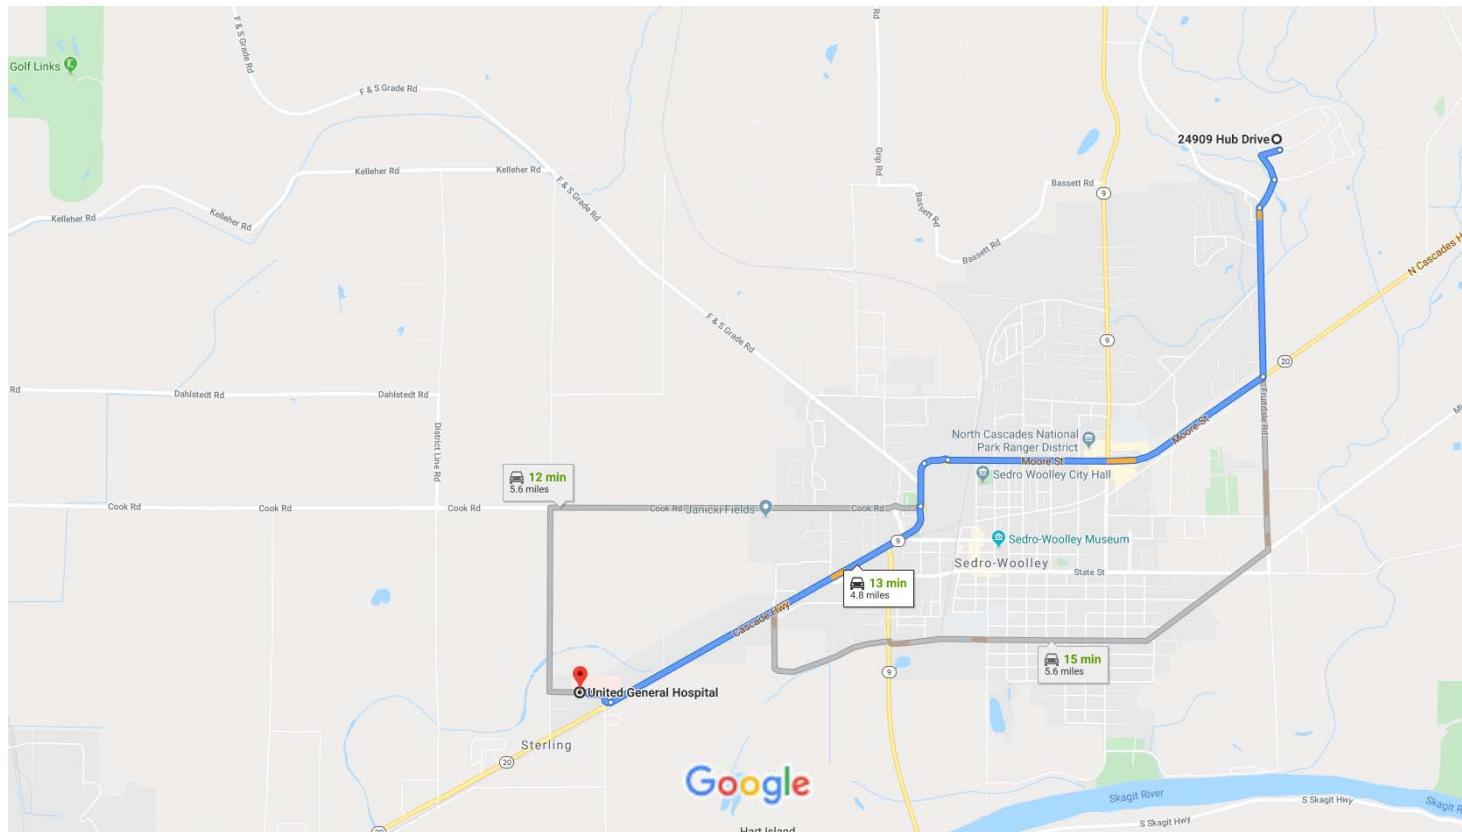 Rd
F & S Grade Rd
Golf Links
F & S Grade Rd
24909 Hub Drive
Grip Rd
Kelleher Rd
Kelleher Rd
F & S Grade Rd
Bassett Rd
9
Bassett Rd
Kelleher Rd
Kelleher Rd
Bassett Rd
N Cascades H
F & S Grade Rd
9
20
Rd
Dahlstedt Rd
Dahlstedt Rd
Fruitdale Rd
Mi
District Line Rd
Moore St
North Cascades National
Park Ranger District
Moore St
Sedro Woolley City Hall
12 min
5.6 miles
Cook Rd
Cook Rd
Cook Rd
Cook Rd
Janicki Fields
Cook Rd
9
Sedro-Woolley Museum
Sedro-Woolley
State St
13 min
4.8 miles
Cascade Hwy
15 min
5.6 miles
9
United General Hospital
Sterling
20
Google
Skagit River
S Skagit Hwy
Skagit R
S Skagit Hwy
20
Hart Island